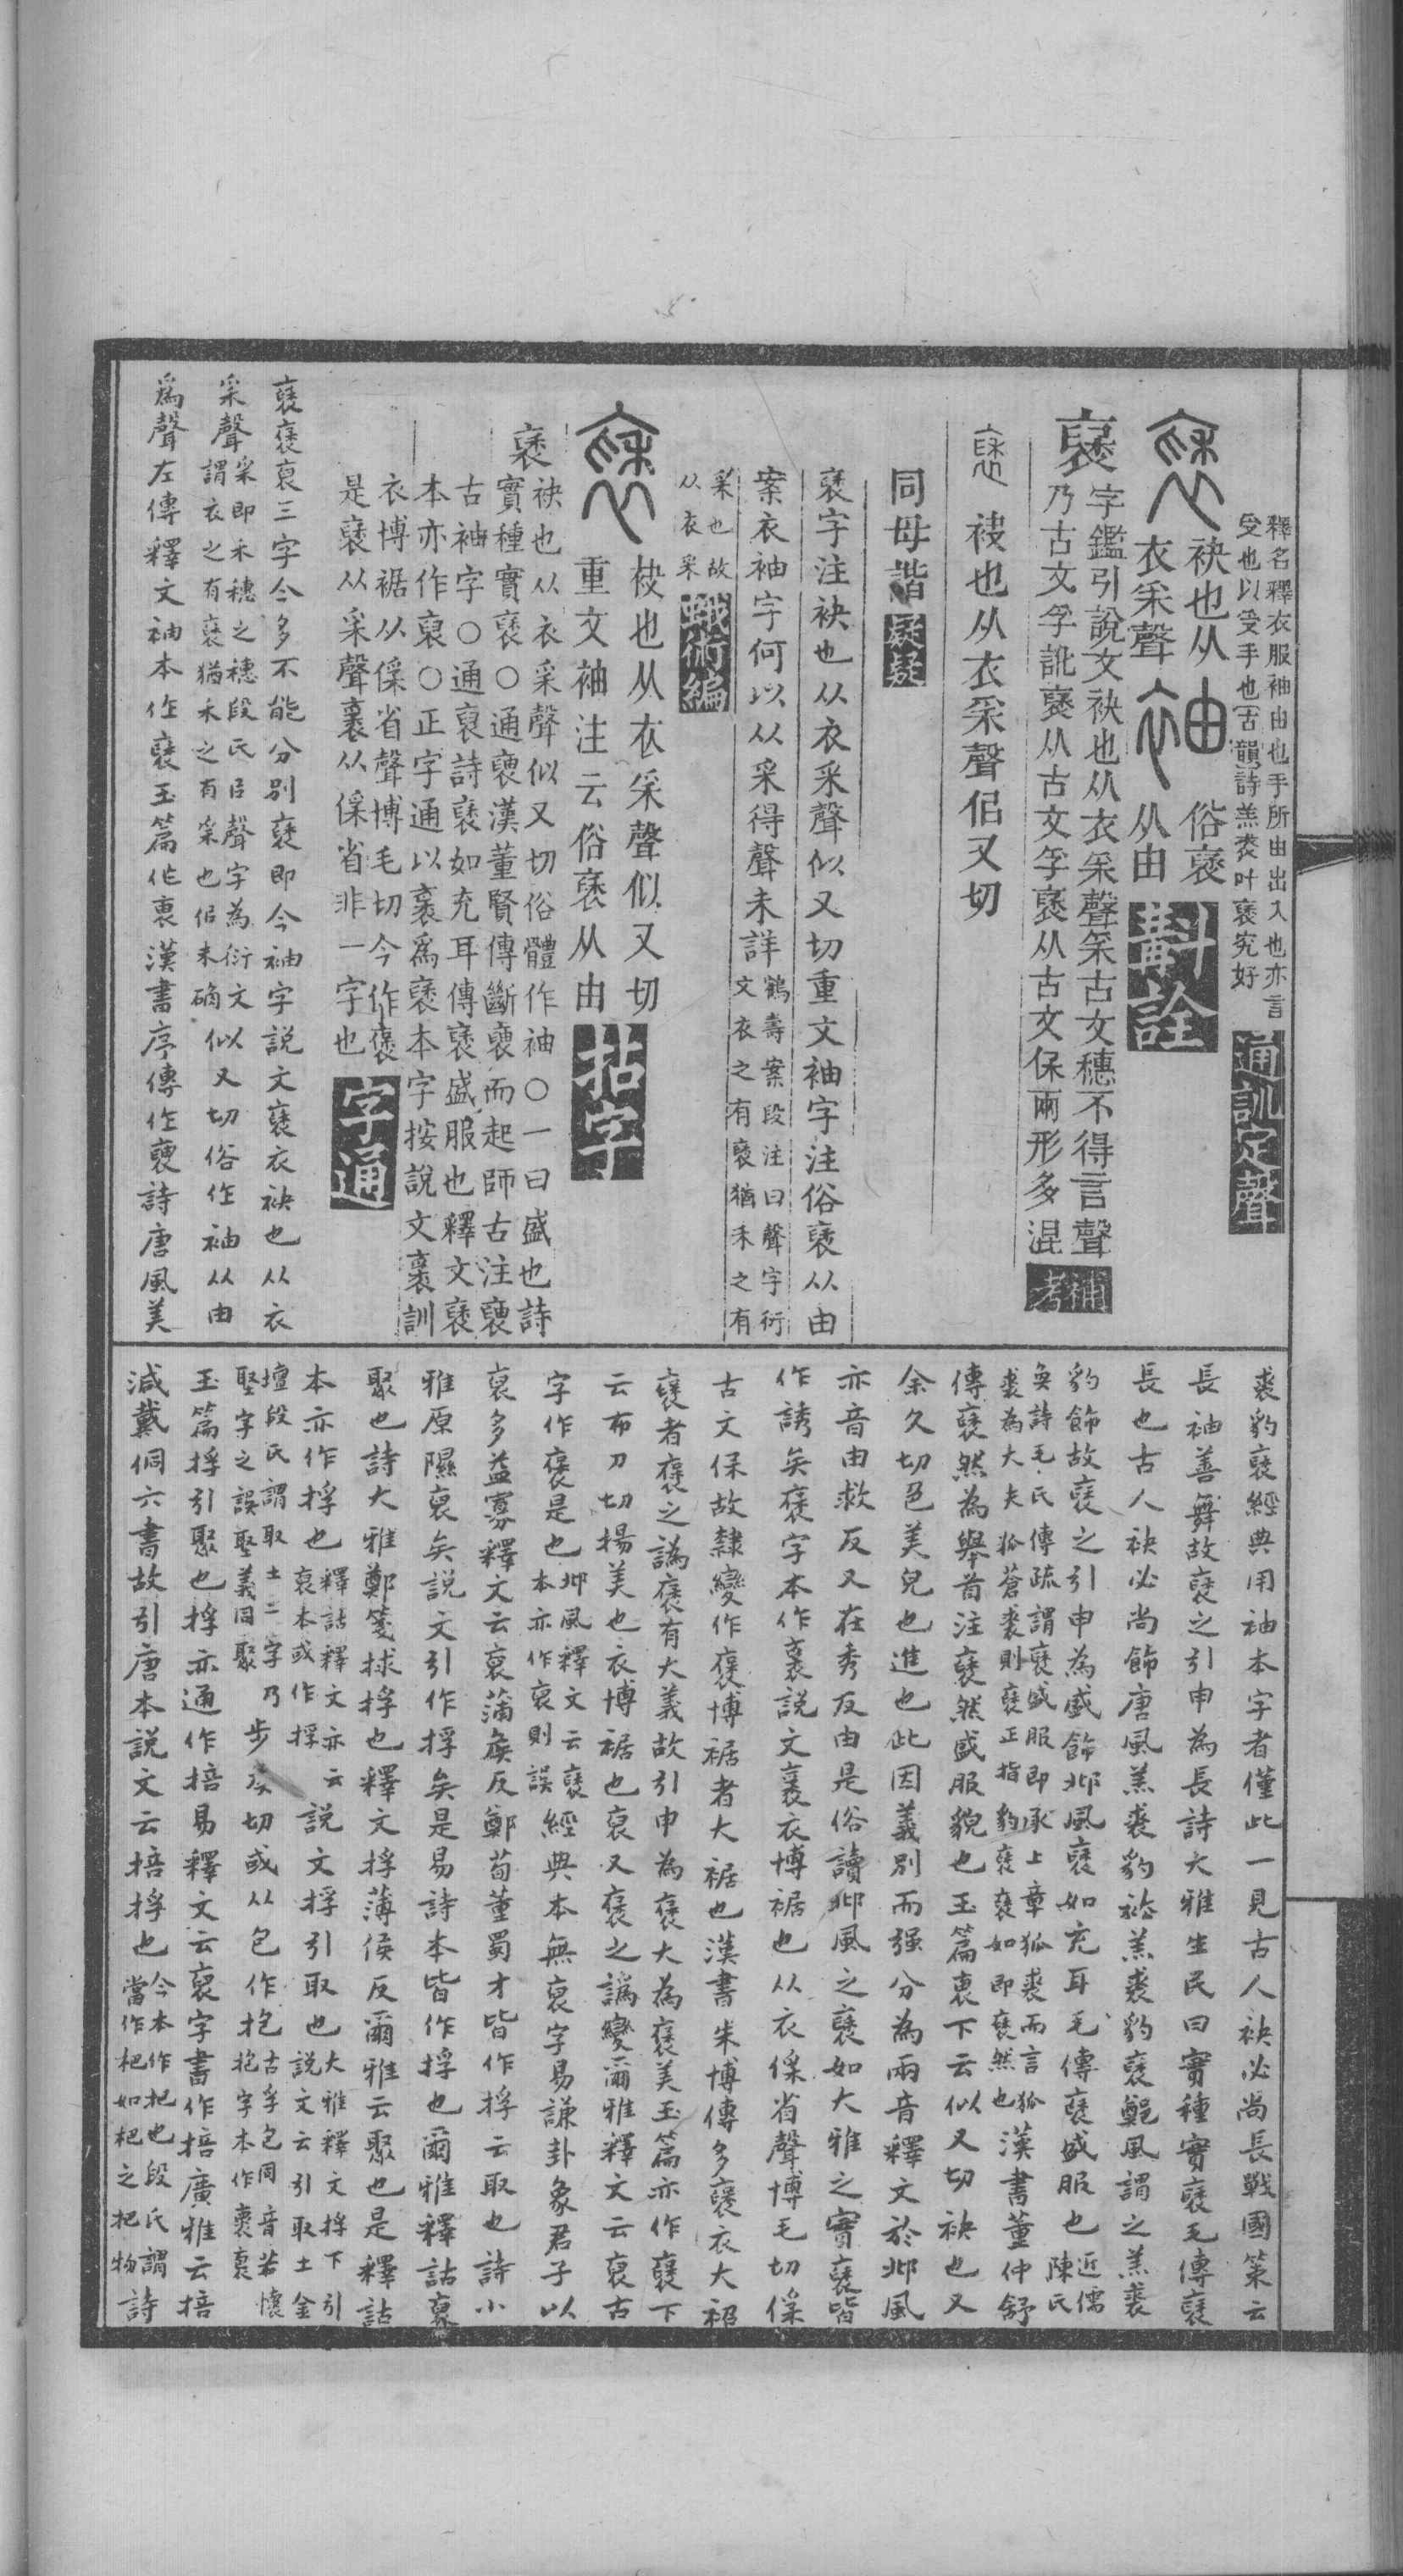 釋名釋衣服袖由也手所由出入也亦言
受也以受手也古韻詩羔裘叶褎究好
通訓定聲
袂也从
衣采聲
袖
俗褎
从由
斠詮
褎
字鑑引說文袂也从衣采聲采古文穗不得言聲
乃古文孚訛褎从古文孚褎从古文保兩形多混
補考
褎
袂也从衣采聲佀又切
同母諧
疑疑
褎字注袂也从衣采聲似又切重文袖字注俗褎从由
案衣袖字何以从采得聲未詳
鶴壽案段注曰聲字衍
文衣之有褎猶禾之有
采也故
从衣采
蛾術編
袂也从衣采聲似又切
重文袖注云俗褎从由
拈字
褎
袂也从衣采聲似又切俗體作袖○一曰盛也詩
實種實褎○通褏漢董賢傳斷褏而起師古注褏
古袖字○通裒詩褎如充耳傳褎盛服也釋文褎
本亦作裒○正字通以褎爲褎本字按說文褎訓
衣博裾从保省聲博毛切今作褒
是褎从采聲褎从保省非一字也
字通
褎褒裒三字今多不能分別褎即今袖字說文褎衣袂也从衣
采聲
采即禾穗之穗段氏曰聲字為衍文
謂衣之有褎猶禾之有采也佀未确
似又切俗作袖从由
爲聲左傳釋文袖本作褎玉篇作褏漢書序傳作褏詩唐風羔
裘豹褎經典用袖本字者僅此一見古人袂必尚長戰國策云
長袖善舞故褎之引申為長詩大雅生民曰實種實褎毛傳褎
長也古人袂必尚飾唐風羔裘豹袪羔裘豹褎鄭風謂之羔裘
豹飾故褎之引申為盛飾邶風褎如充耳毛傳褎盛服也
近儒
陳氏
奐詩毛氏傳疏謂褎盛服即承上章狐裘而言狐
裘為大夫狐蒼裘則褎正指豹褎褎如即褎然也
漢書董仲舒
傳褎然為舉首注褎然盛服貌也玉篇褏下云似又切袂也又
余久切邑美皃也進也此因義別而强分為兩音釋文於邶風
亦音由救反又在秀反由是俗讀邶風之褎如大雅之實褎皆
作誘矣褒字本作褎說文褎衣博裾也从衣保省聲博毛切保
古文保故隸變作褒博裾者大裾也漢書朱博傳多褒衣大袑
褒者褒之譌褒有大義故引申為褒大為褒美玉篇亦作褒下
云布刀切揚美也衣博裾也裒又褒之譌變爾雅釋文云裒古
字作褒是也
邶風釋文云褎
本亦作裒則誤
經典本無裒字易謙卦象君子以
裒多益寡釋文云裒蒲矦反鄭荀董蜀才皆作捊云取也詩小
雅原隰裒矣說文引作捊矣是易詩本皆作捊也爾雅釋詁裒
聚也詩大雅鄭箋捄捊也釋文捊薄侯反爾雅云聚也是釋詁
本亦作捊也
釋詁釋文亦云
裒本或作捊
說文捊引取也
大雅釋文捊下引
說文云引取土金
壇段氏謂取土二字乃
聖字之誤聖義同聚
步矦切或从包作抱
古孚包同音若懷
抱字本作褱裒
玉篇捊引聚也捊亦通作掊易釋文云裒字書作掊廣雅云掊
減戴侗六書故引唐本說文云掊捊也
今本作把也段氏謂
當作杷如杷之杷物
詩